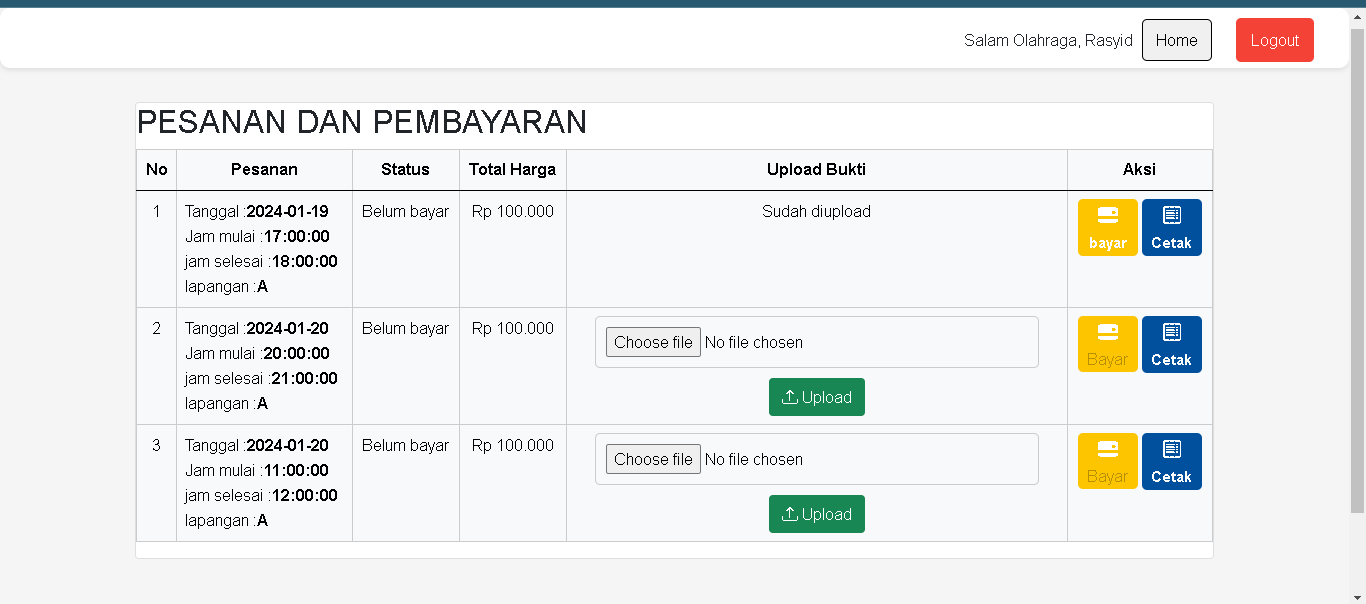 Salam Olahraga, Rasyid Home Logout
PESANAN DAN PEMBAYARAN
No Pesanan Status Total Harga Upload Bukti Aksi
1 Tanggal :2024-01-19 Belum bayar Rp 100.000 Sudah diupload
Jam mulai :17:00:00
jam selesai :18:00:00
lapangan :A
bayar Cetak
2 Tanggal :2024-01-20 Belum bayar Rp 100.000 Choose file No file chosen
Jam mulai :20:00:00
jam selesai :21:00:00
lapangan :A
Upload
Bayar Cetak
3 Tanggal :2024-01-20 Belum bayar Rp 100.000 Choose file No file chosen
Jam mulai :11:00:00
jam selesai :12:00:00
lapangan :A
Upload
Bayar Cetak